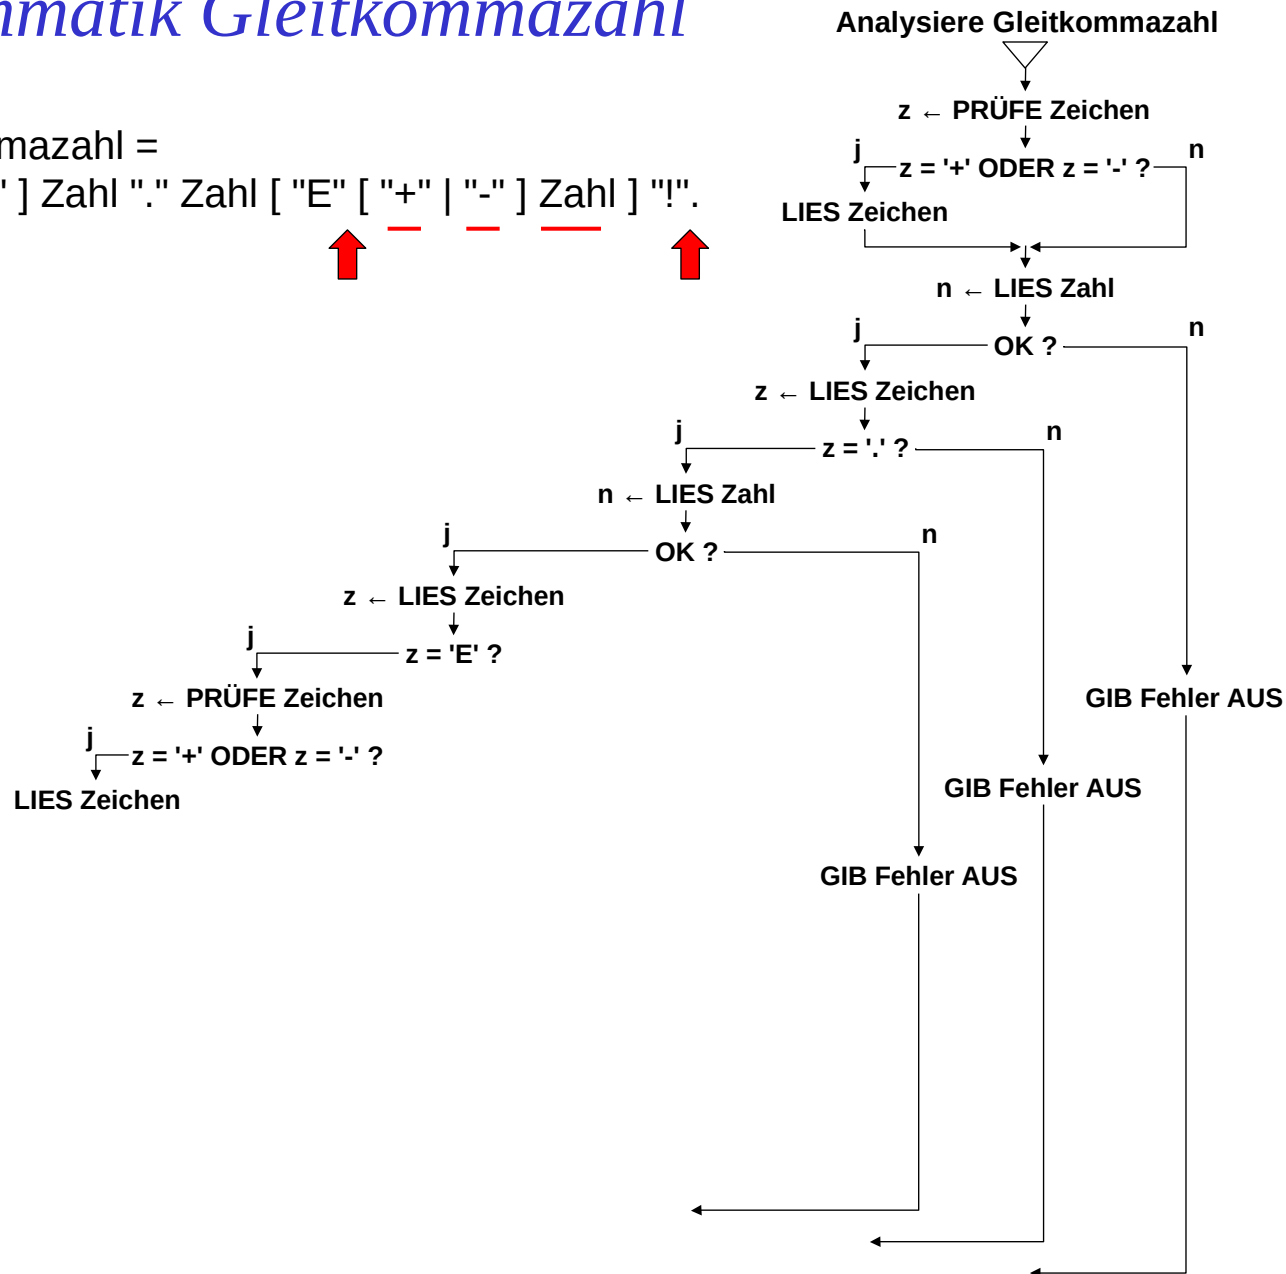 mmatik Gleitkommazahl
mazahl =
" ] Zahl "." Zahl [ "E" [ "+" | "-" ] Zahl ] "!".
Analysiere Gleitkommazahl
z ← PRÜFE Zeichen
j
z = '+' ODER z = '-' ?
n
LIES Zeichen
n ← LIES Zahl
j
OK ?
n
z ← LIES Zeichen
j
z = '.' ?
n
n ← LIES Zahl
j
OK ?
n
z ← LIES Zeichen
j
z = 'E' ?
z ← PRÜFE Zeichen
GIB Fehler AUS
j
z = '+' ODER z = '-' ?
LIES Zeichen
GIB Fehler AUS
GIB Fehler AUS